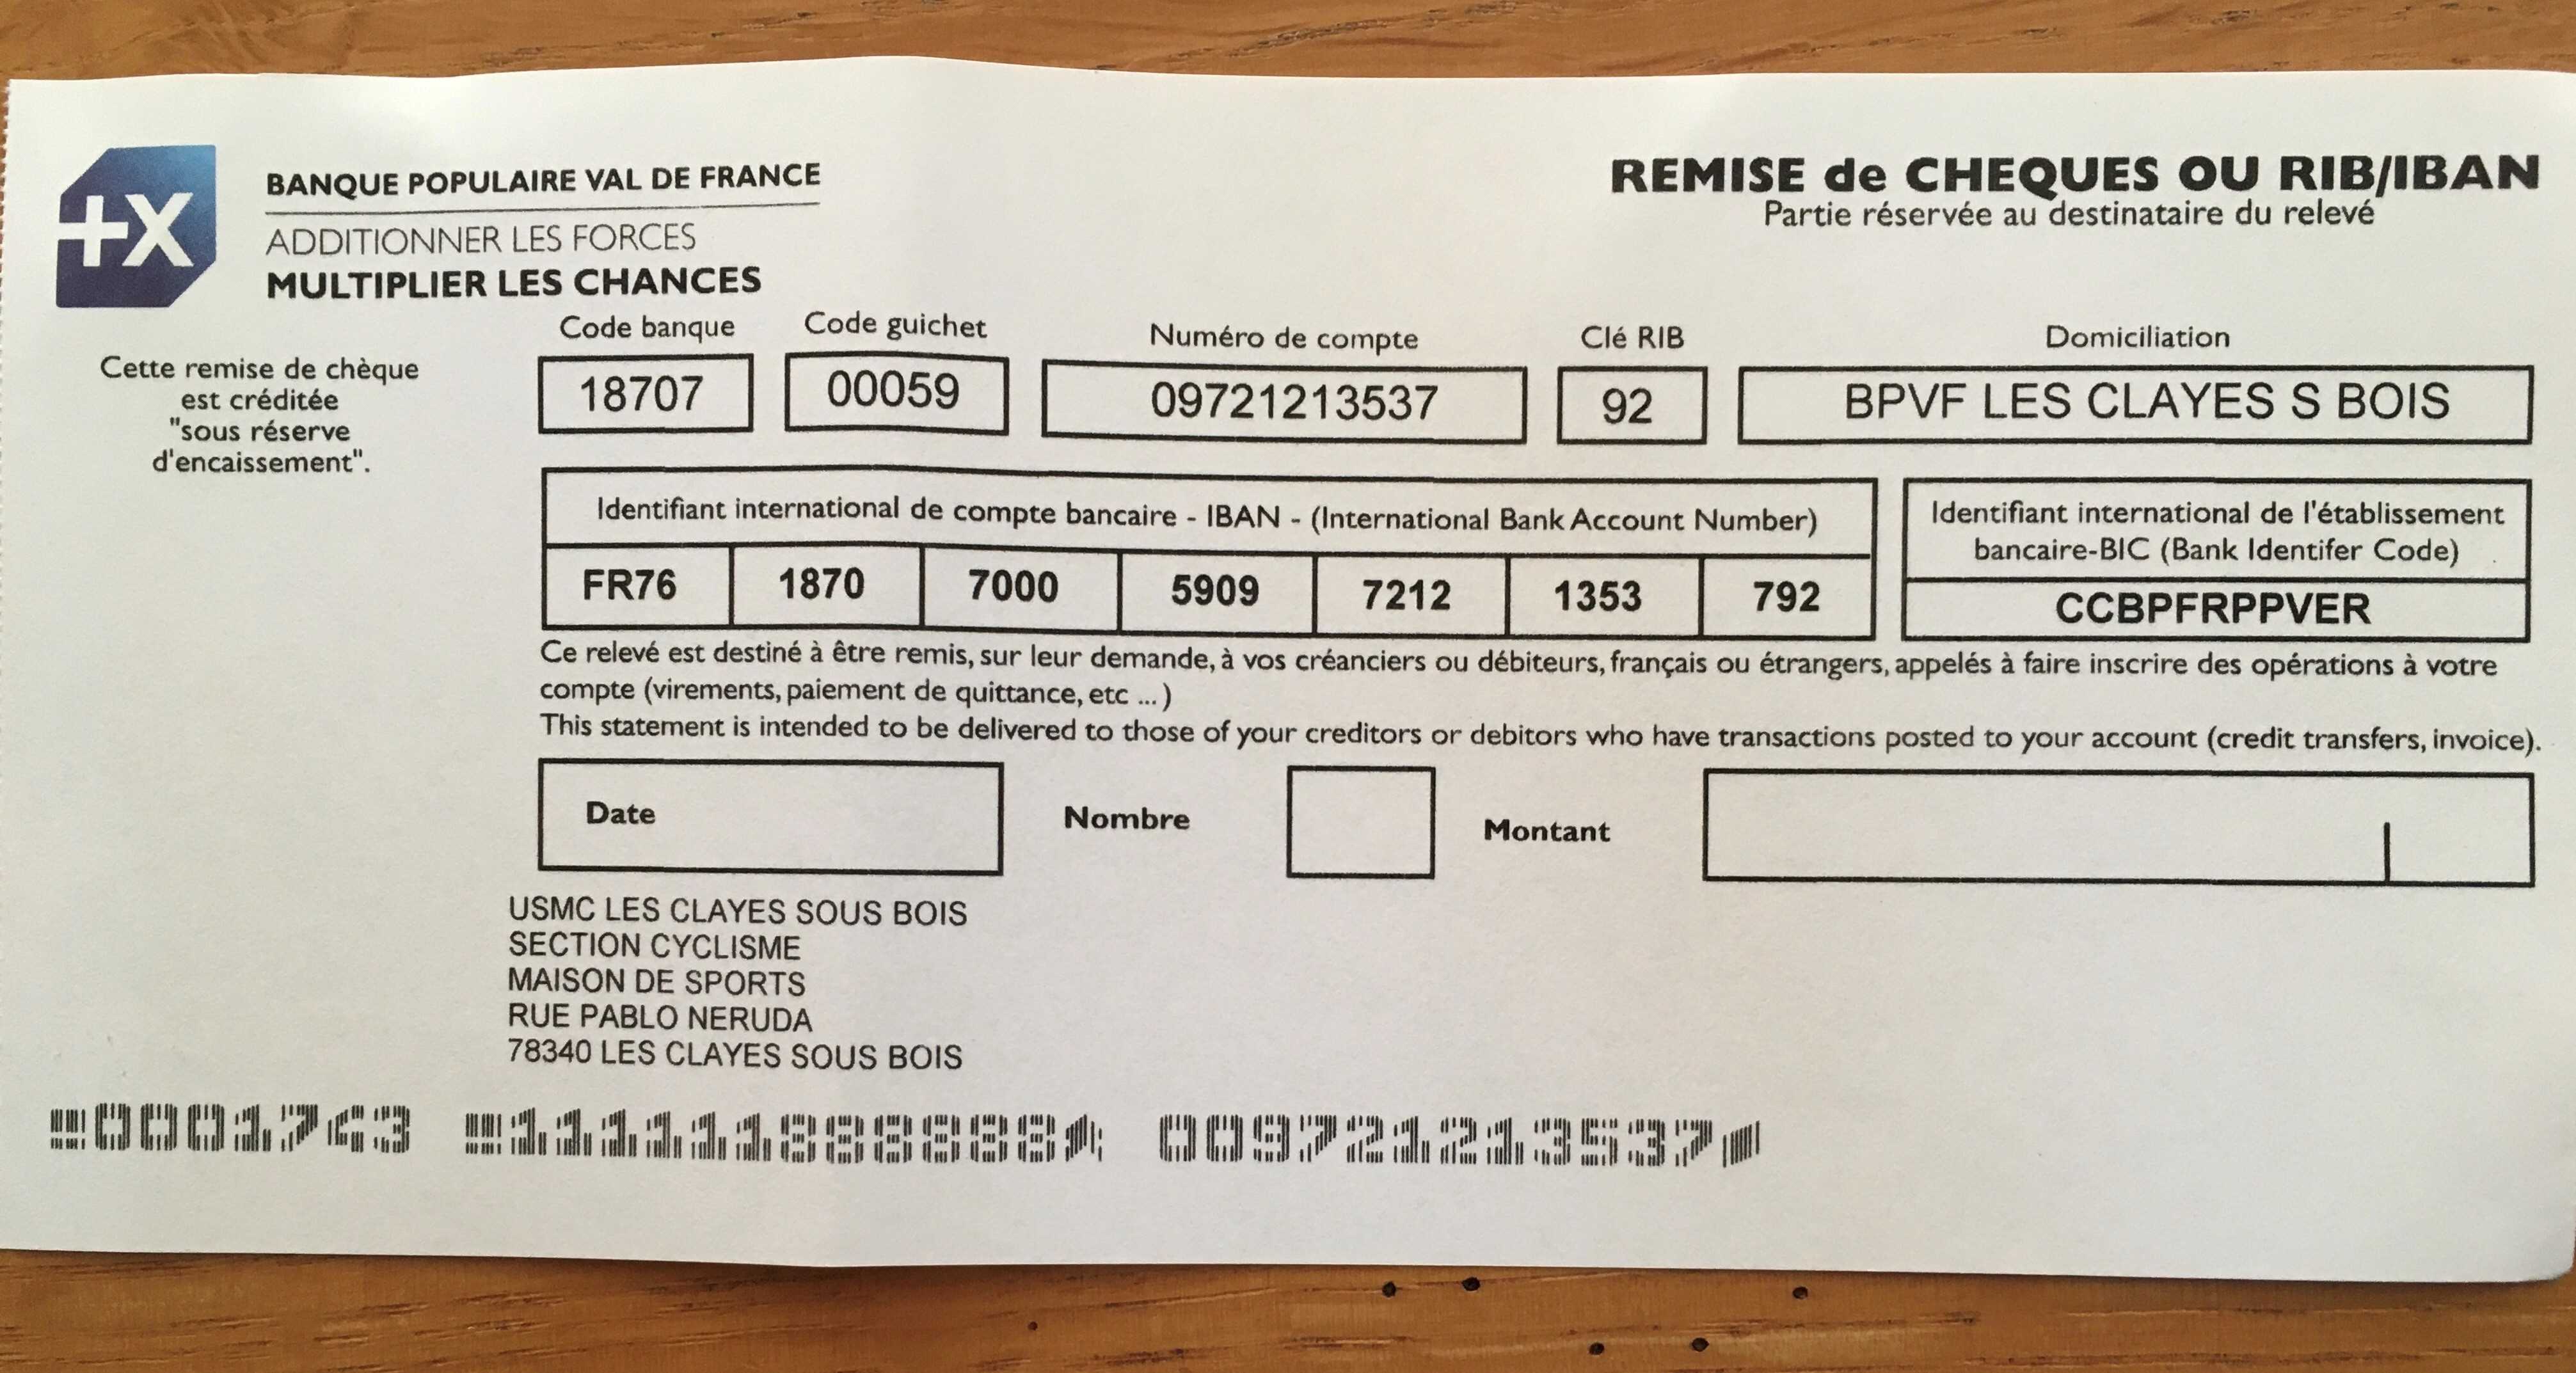 +X
BANQUE POPULAIRE VAL DE FRANCE
ADDITIONNER LES FORCES
MULTIPLIER LES CHANCES
REMISE de CHEQUES OU RIB/IBAN
Partie réservée au destinataire du relevé
Cette remise de chèque
est créditée
"sous réserve
d'encaissement".
Code banque Code guichet Numéro de compte Clé RIB Domiciliation
18707 00059 09721213537 92 BPVF LES CLAYES S BOIS
Identifiant international de compte bancaire - IBAN - (International Bank Account Number)
FR76 1870 7000 5909 7212 1353 792
Identifiant international de l'établissement
bancaire-BIC (Bank Identifer Code)
CCBPFRPPVER
Ce relevé est destiné à être remis, sur leur demande, à vos créanciers ou débiteurs, français ou étrangers, appelés à faire inscrire des opérations à votre
compte (virements, paiement de quittance, etc ...)
This statement is intended to be delivered to those of your creditors or debitors who have transactions posted to your account (credit transfers, invoice).
Date Nombre Montant
USMC LES CLAYES SOUS BOIS
SECTION CYCLISME
MAISON DE SPORTS
RUE PABLO NERUDA
78340 LES CLAYES SOUS BOIS
0001743 111111888888 009721213537